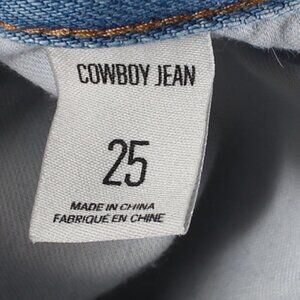 COWBOY JEAN
25
MADE IN CHINA
FABRIQUÉ EN CHINE